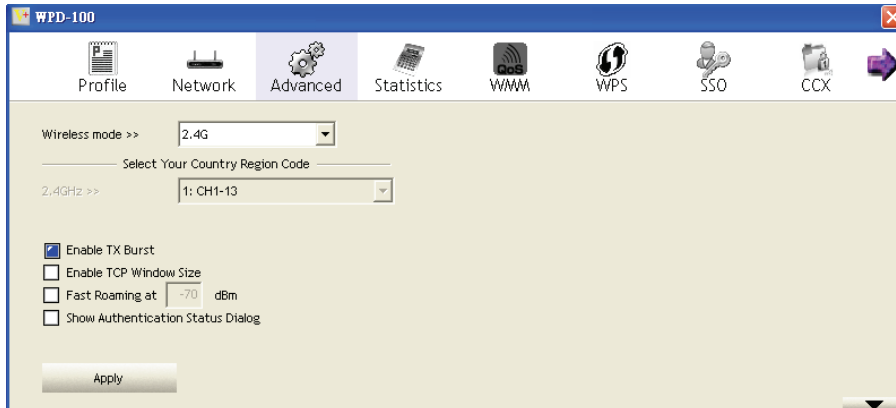 WPD-100
Profile Network Advanced Statistics QoS WMM WPS SSO CCX
Wireless mode >> 2.4G
Select Your Country Region Code
2.4GHz >> 1: CH1-13
Enable TX Burst
Enable TCP Window Size
Fast Roaming at -70 dBm
Show Authentication Status Dialog
Apply